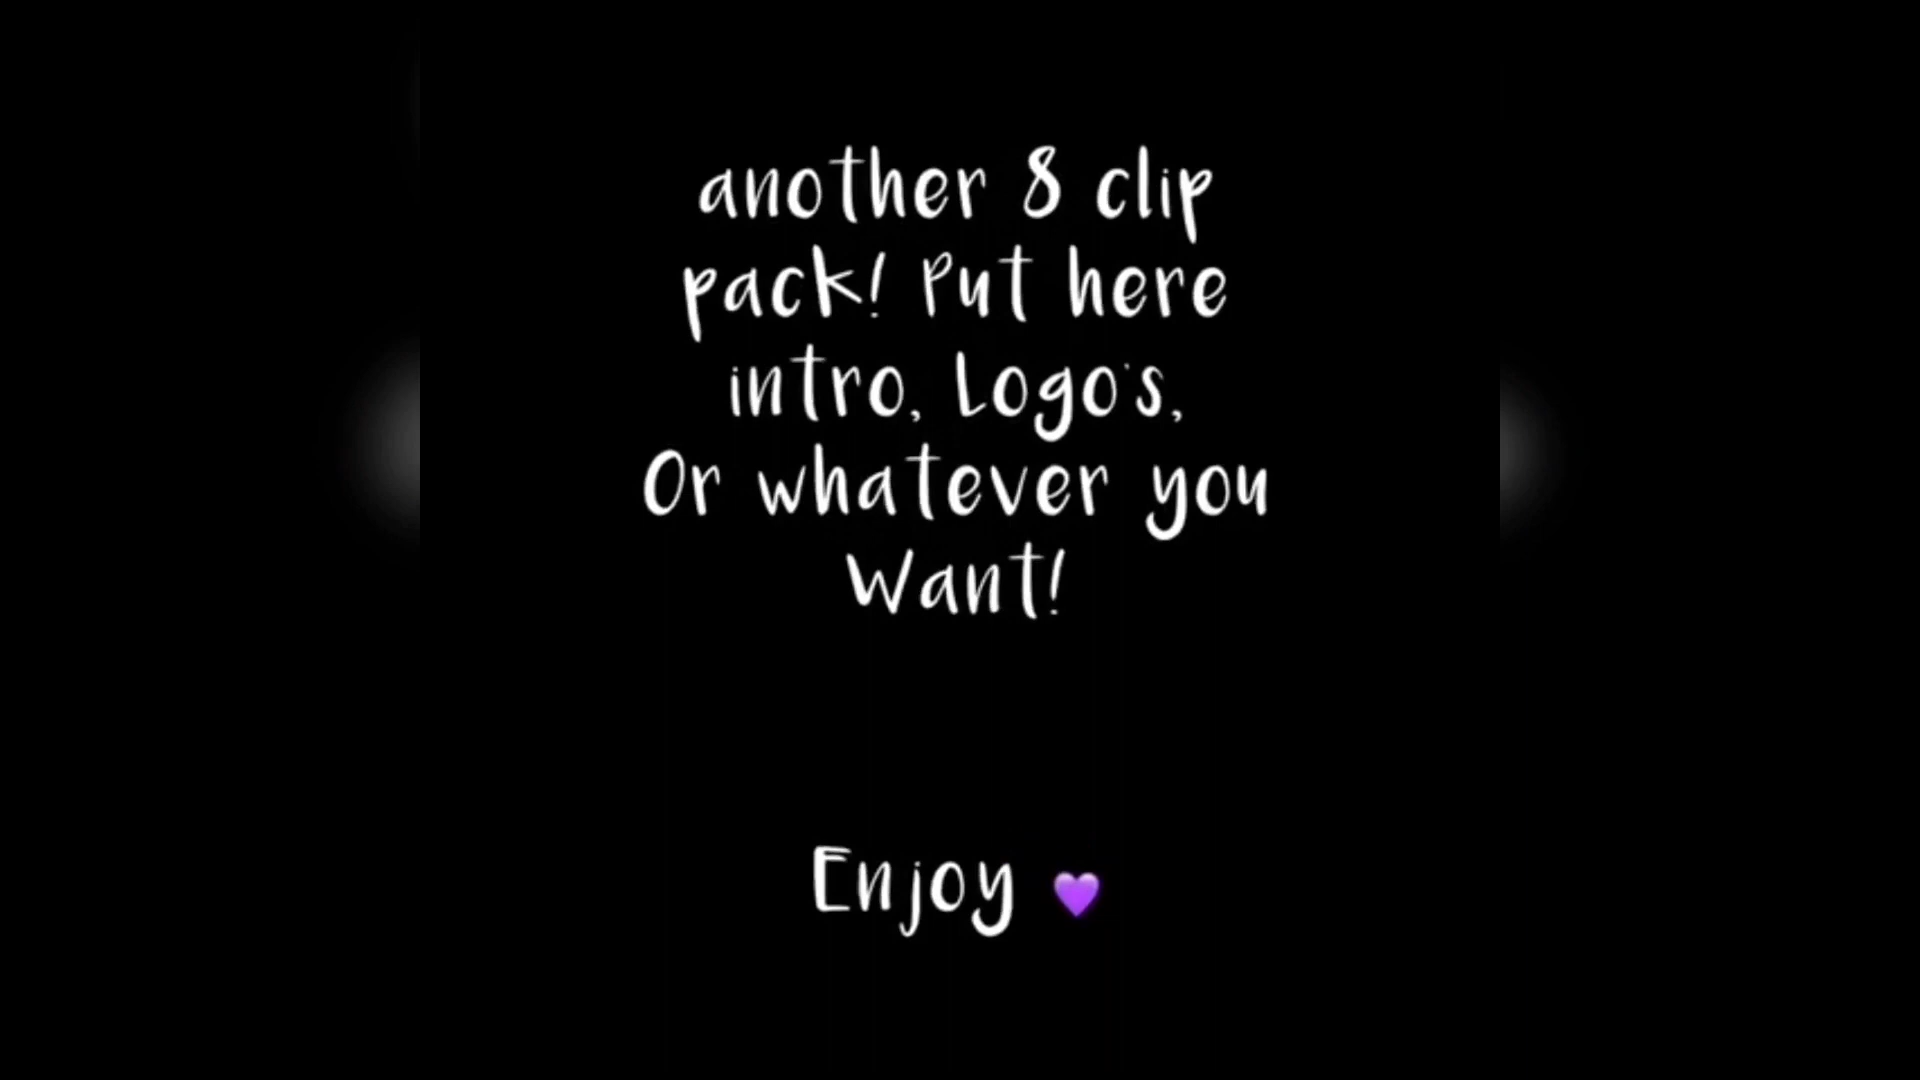 another 8 clip
pack! Put here
intro, Logo's,
Or whatever you
Want!
Enjoy 💜